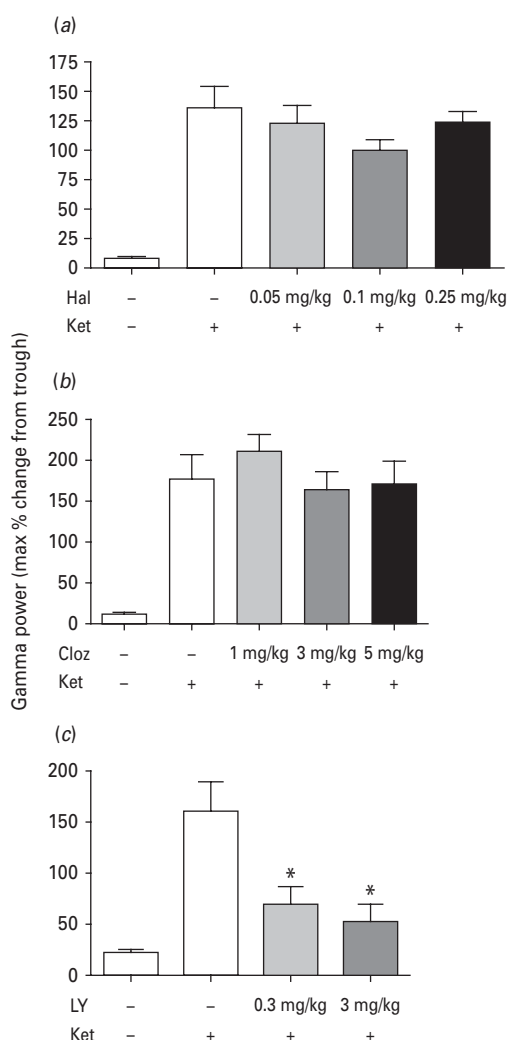 Gamma power (max % change from trough)
(a)
175
150
125
100
75
50
25
0
Hal – – 0.05 mg/kg 0.1 mg/kg 0.25 mg/kg
Ket – + + + +
(b)
250
200
150
100
50
0
Cloz – – 1 mg/kg 3 mg/kg 5 mg/kg
Ket – + + + +
(c)
200
150
100
50
0
* *
LY – – 0.3 mg/kg 3 mg/kg
Ket – + + +